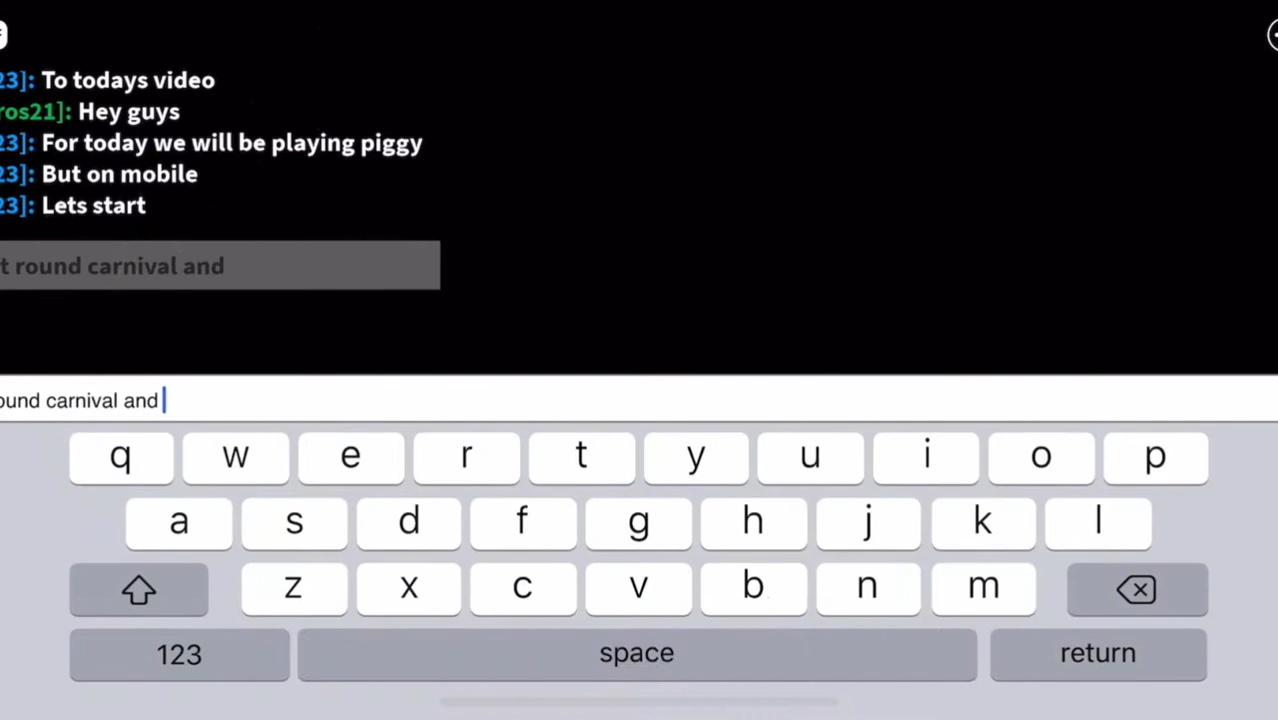 23]: To todays video
ros21]: Hey guys
23]: For today we will be playing piggy
23]: But on mobile
23]: Lets start
t round carnival and
ound carnival and
q w e r t y u i o p
a s d f g h j k l
z x c v b n m
123 space return